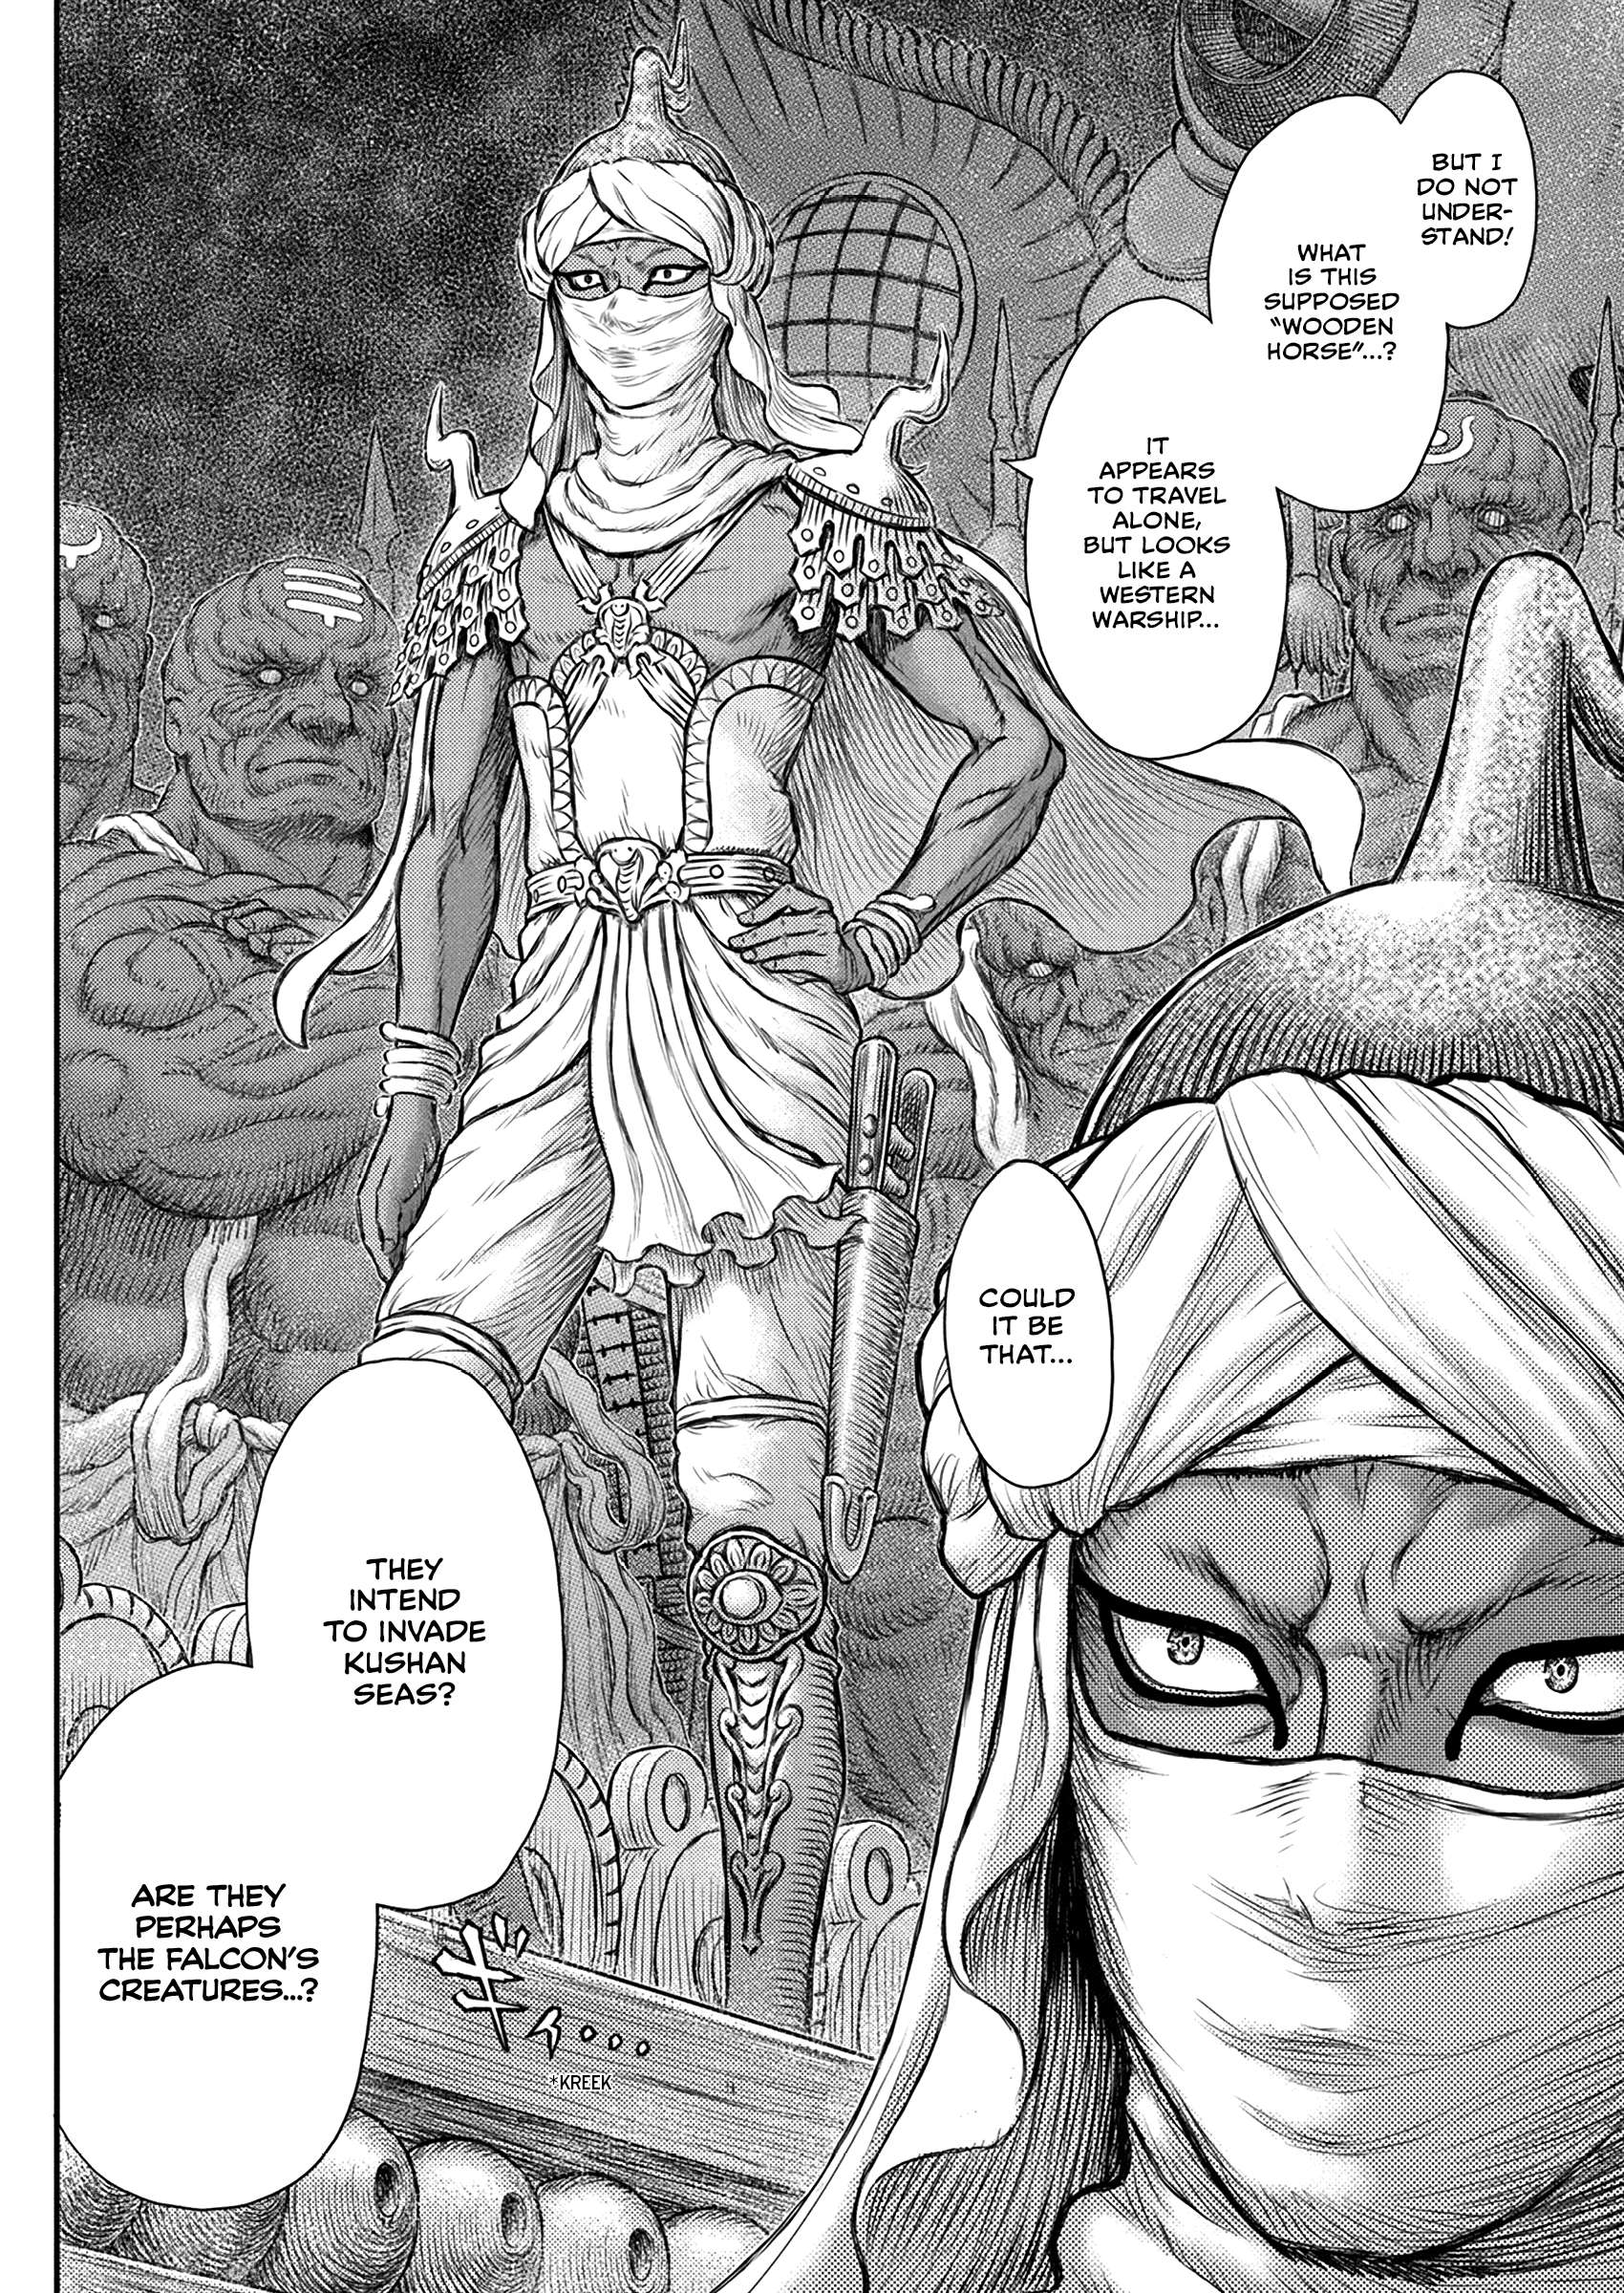 BUT I
DO NOT
UNDER-
STAND!
WHAT
IS THIS
SUPPOSED
"WOODEN
HORSE"...?
IT
APPEARS
TO TRAVEL
ALONE,
BUT LOOKS
LIKE A
WESTERN
WARSHIP...
COULD
IT BE
THAT...
THEY
INTEND
TO INVADE
KUSHAN
SEAS?
ARE THEY
PERHAPS
THE FALCON'S
CREATURES...?
ギィ...
*KREEK